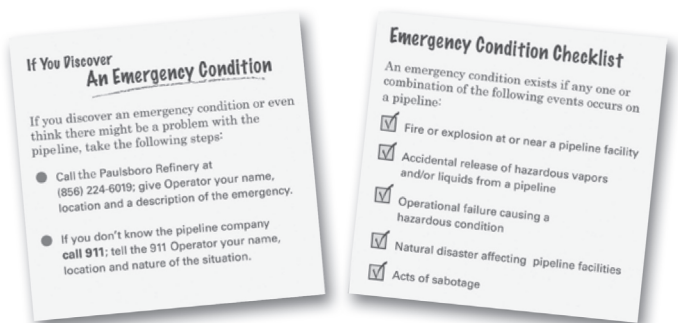 If You Discover
An Emergency Condition
If you discover an emergency condition or even
think there might be a problem with the
pipeline, take the following steps:
Call the Paulsboro Refinery at
(856) 224-6019; give Operator your name,
location and a description of the emergency.
If you don't know the pipeline company
call 911; tell the 911 Operator your name,
location and nature of the situation.
Emergency Condition Checklist
An emergency condition exists if any one or
combination of the following events occurs on
a pipeline:
Fire or explosion at or near a pipeline facility
Accidental release of hazardous vapors
and/or liquids from a pipeline
Operational failure causing a
hazardous condition
Natural disaster affecting pipeline facilities
Acts of sabotage